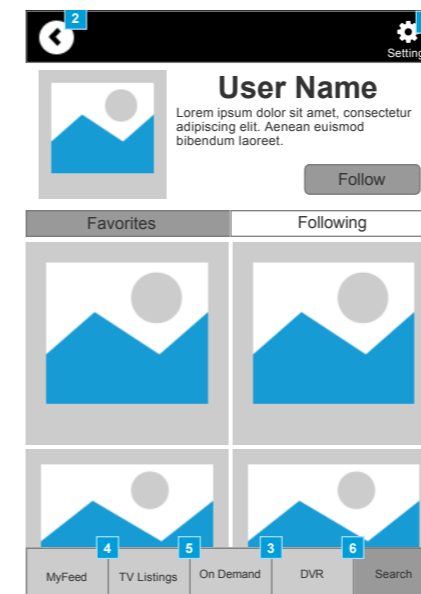 2
Setting
User Name
Lorem ipsum dolor sit amet, consectetur
adipiscing elit. Aenean euismod
bibendum laoreet.
Follow
Favorites
Following
4
5
3
6
MyFeed
TV Listings
On Demand
DVR
Search